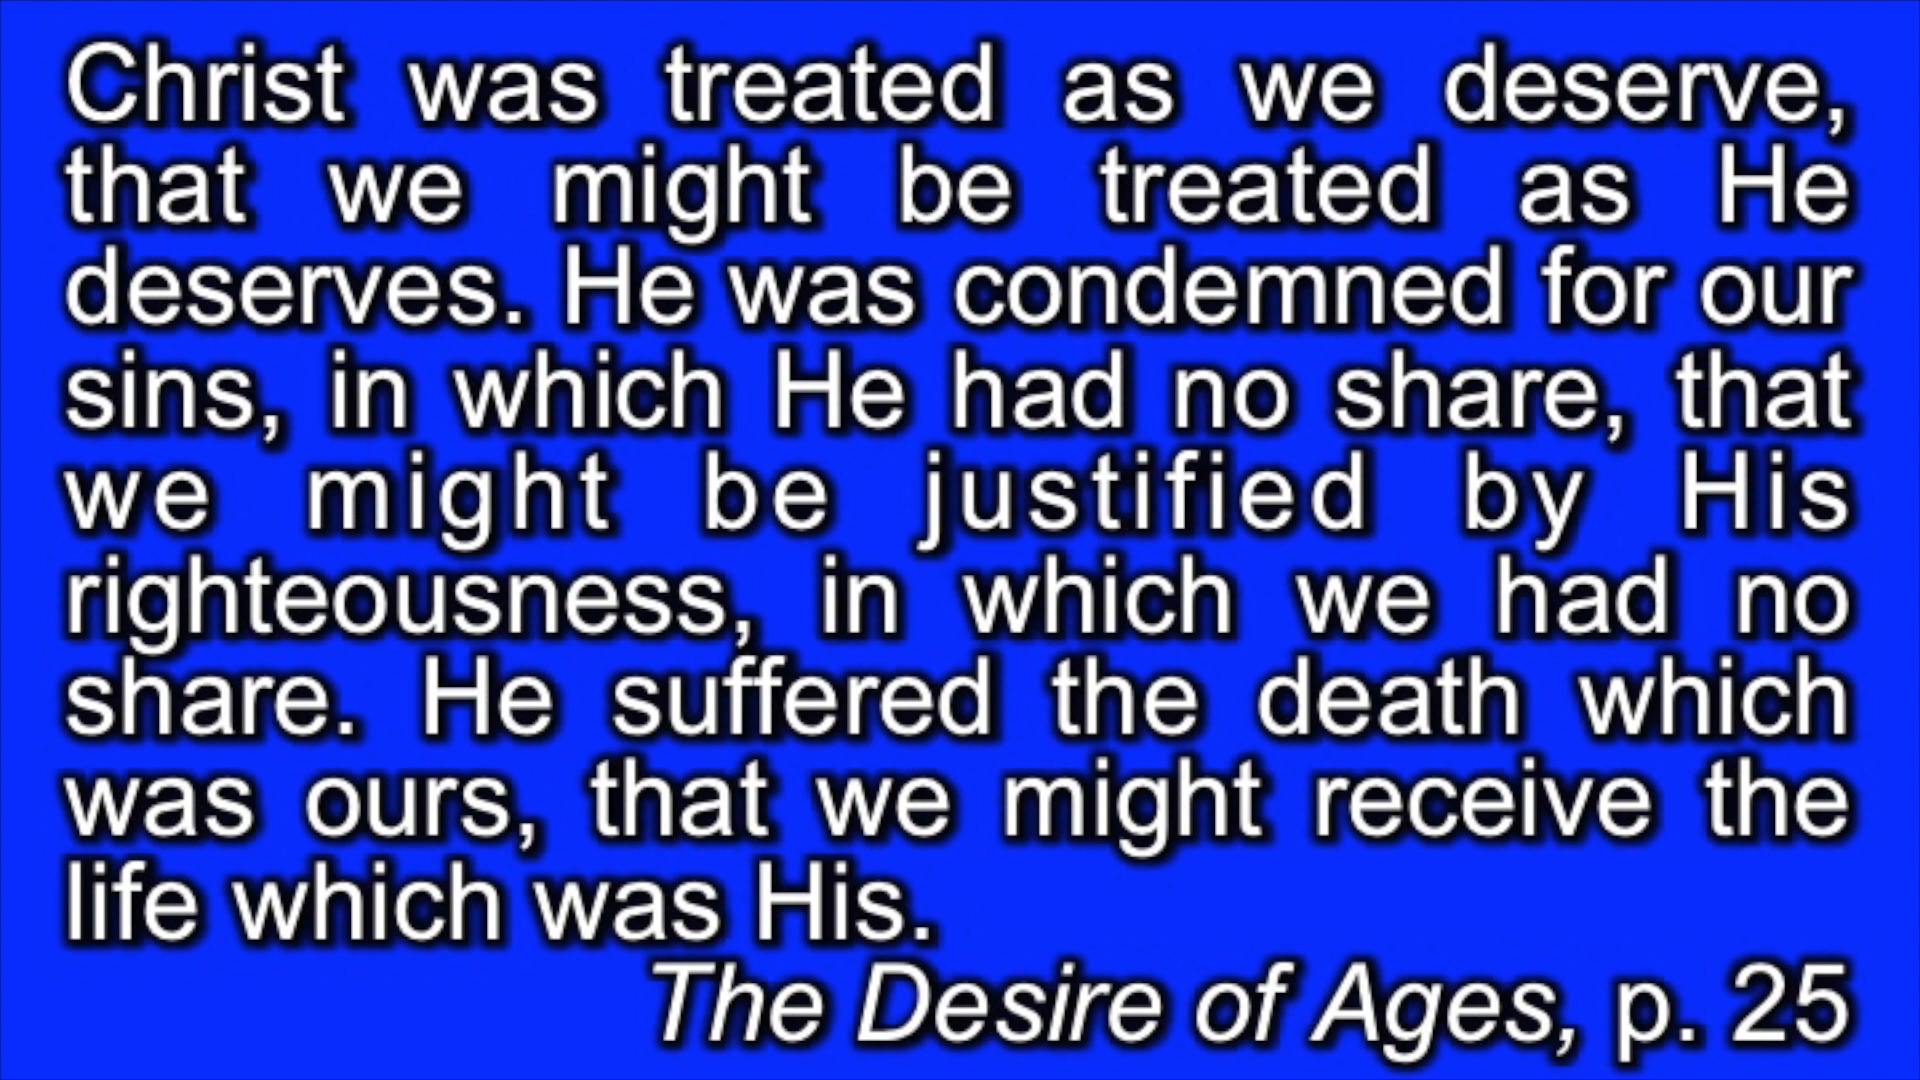 Christ was treated as we deserve,
that we might be treated as He
deserves. He was condemned for our
sins, in which He had no share, that
we might be justified by His
righteousness, in which we had no
share. He suffered the death which
was ours, that we might receive the
life which was His.
The Desire of Ages, p. 25